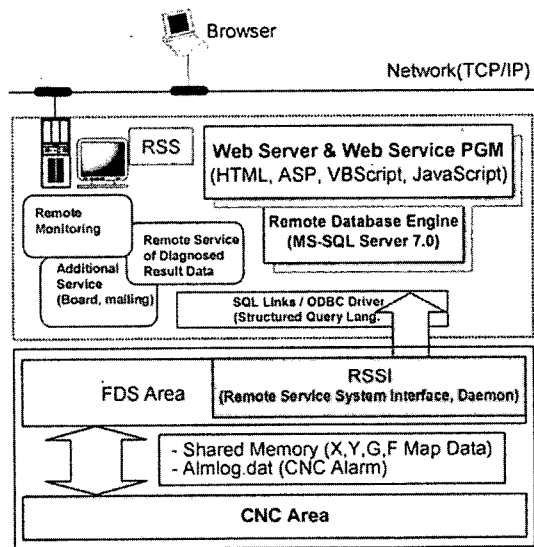 Browser
Network(TCP/IP)
RSS
Web Server & Web Service PGM
(HTML, ASP, VBScript, JavaScript)
Remote Database Engine
(MS-SQL Server 7.0)
Remote
Monitoring
Remote Service
of Diagnosed
Result Data
Additional
Service
(Board, mailing)
SQL Links / ODBC Driver
(Structured Query Lang.
FDS Area
RSSI
(Remote Service System Interface, Daemon)
- Shared Memory (X,Y,G,F Map Data)
- Almlog.dat (CNC Alarm)
CNC Area